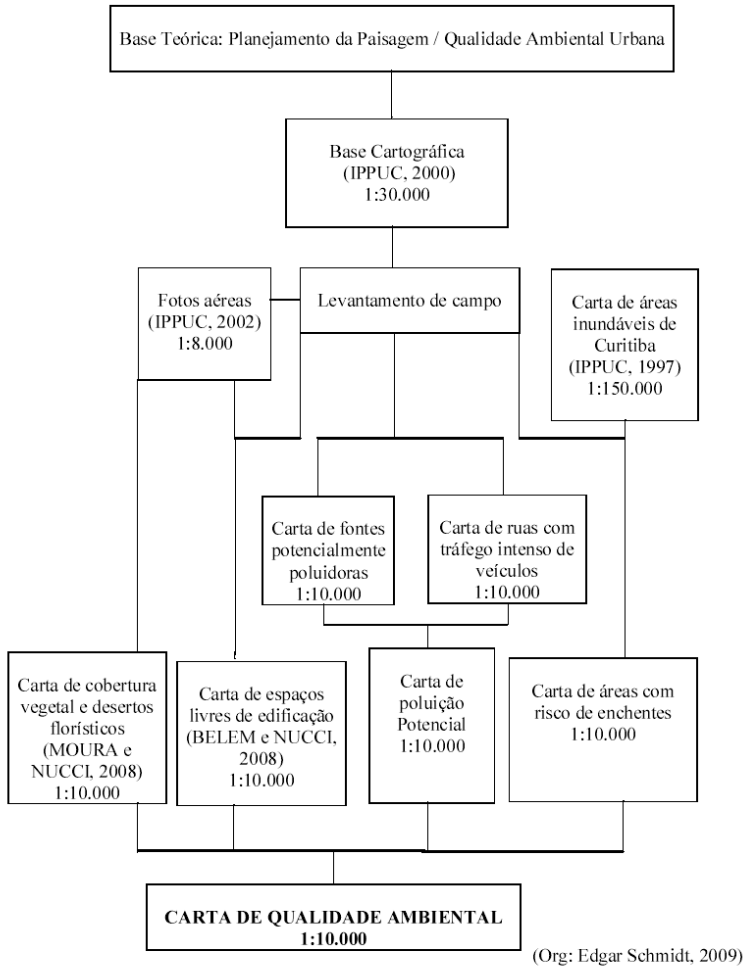 Base Teórica: Planejamento da Paisagem / Qualidade Ambiental Urbana
Base Cartográfica
(IPPUC, 2000)
1:30.000
Fotos aéreas
(IPPUC, 2002)
1:8.000
Levantamento de campo
Carta de áreas
inundáveis de
Curitiba
(IPPUC, 1997)
1:150.000
Carta de fontes
potencialmente
poluidoras
1:10.000
Carta de ruas com
tráfego intenso de
veículos
1:10.000
Carta de cobertura
vegetal e desertos
florísticos
(MOURA e
NUCCI, 2008)
1:10.000
Carta de espaços
livres de edificação
(BELEM e NUCCI,
2008)
1:10.000
Carta de
poluição
Potencial
1:10.000
Carta de áreas com
risco de enchentes
1:10.000
CARTA DE QUALIDADE AMBIENTAL
1:10.000
(Org: Edgar Schmidt, 2009)